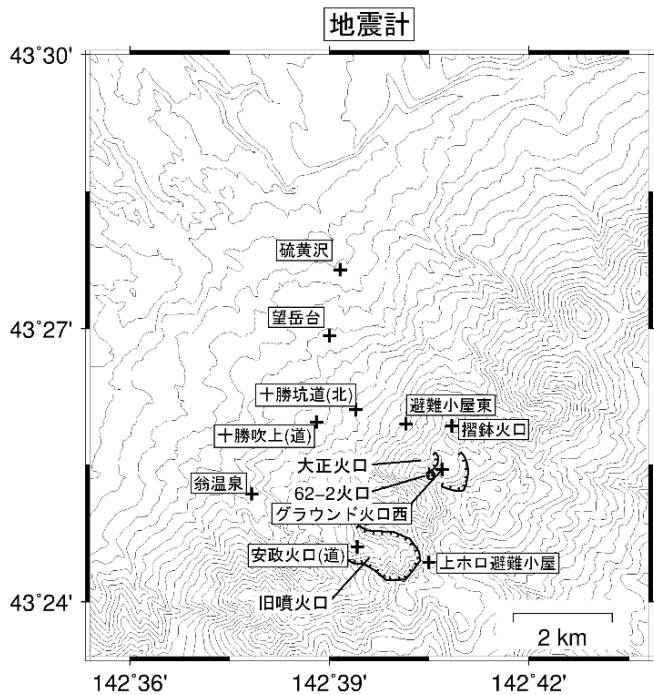 地震計
43˚30'
硫黄沢
43˚27'
望岳台
十勝坑道(北)
避難小屋東
十勝吹上(道)
摺鉢火口
大正火口
翁温泉
62−2火口
グラウンド火口西
安政火口(道)
上ホロ避難小屋
旧噴火口
43˚24'
2 km
142˚36'
142˚39'
142˚42'